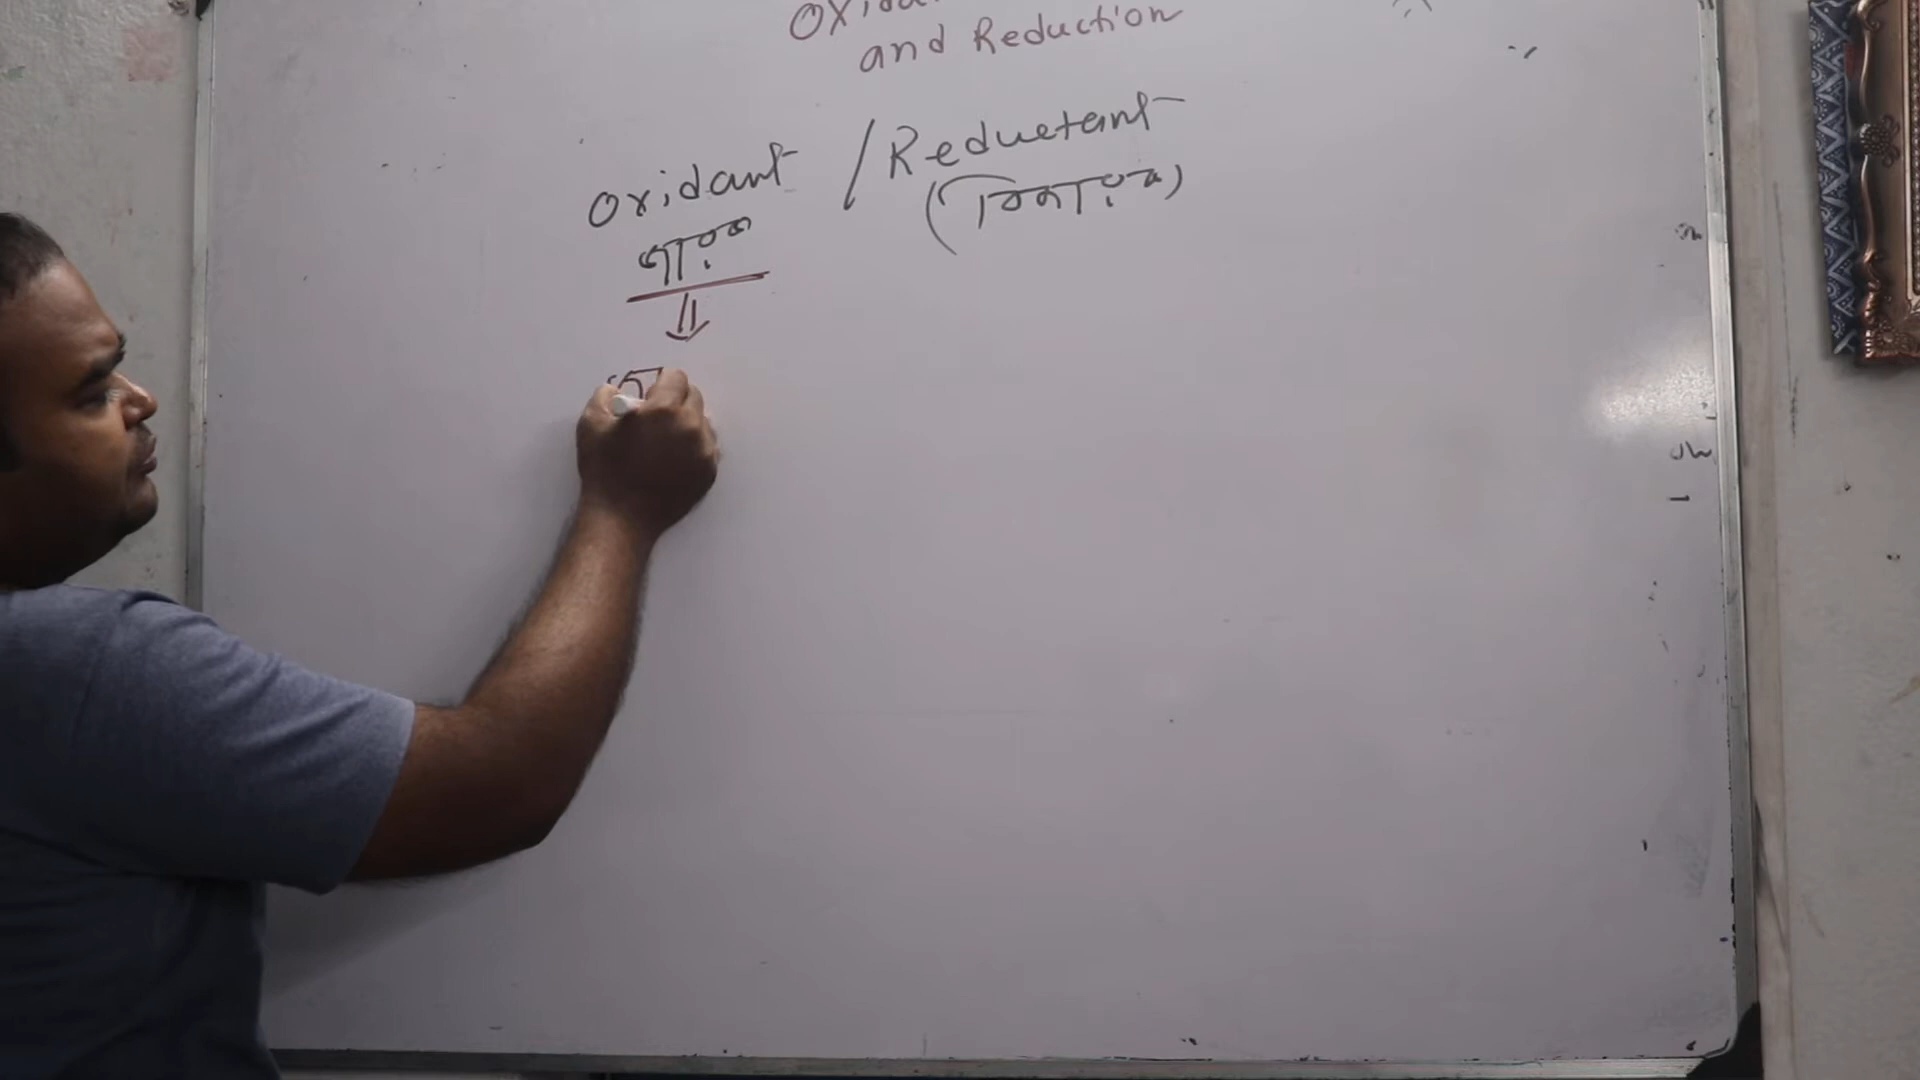 and Reduction
Oxidant / Reductant
জারক (বিজারক)